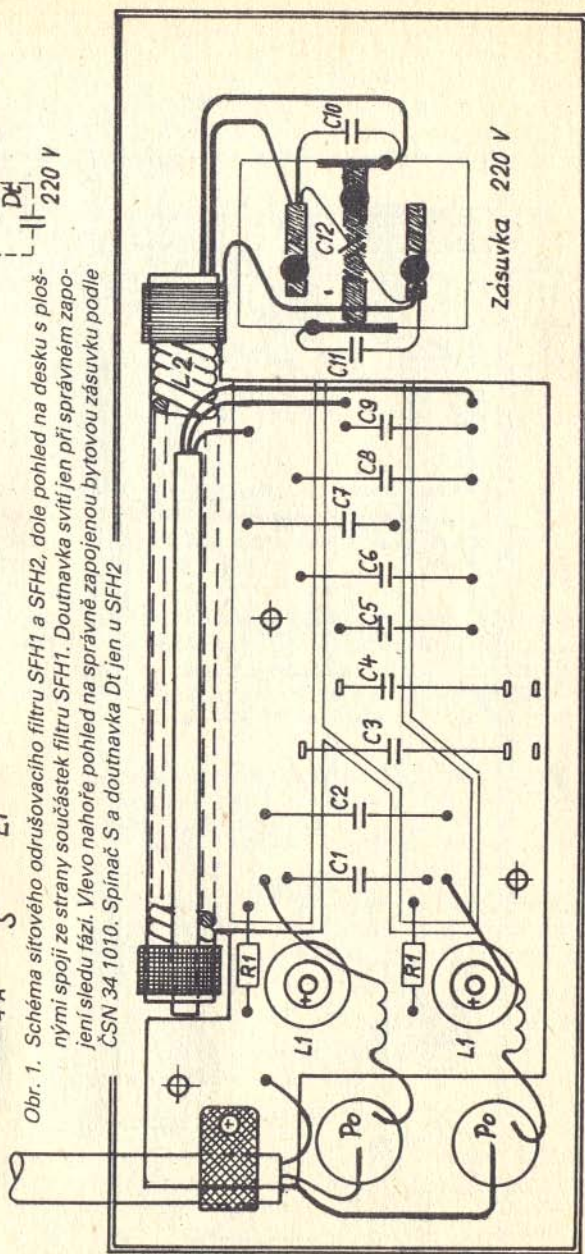 Dt
220 V
S
Obr. 1. Schéma síťového odrušovacího filtru SFH1 a SFH2, dole pohled na desku s ploš-
nými spoji ze strany součástek filtru SFH1. Doutnavka svítí jen při správném zapo-
jení sledu fází. Vlevo nahoře pohled na správně zapojenou bytovou zásuvku podle
ČSN 34 1010. Spínač S a doutnavka Dt jen u SFH2
L2
C10
C12
C11
Zásuvka 220 V
R1
L1
Po
C1
C2
C3
C4
C5
C6
C7
C8
C9
R1
L1
Po